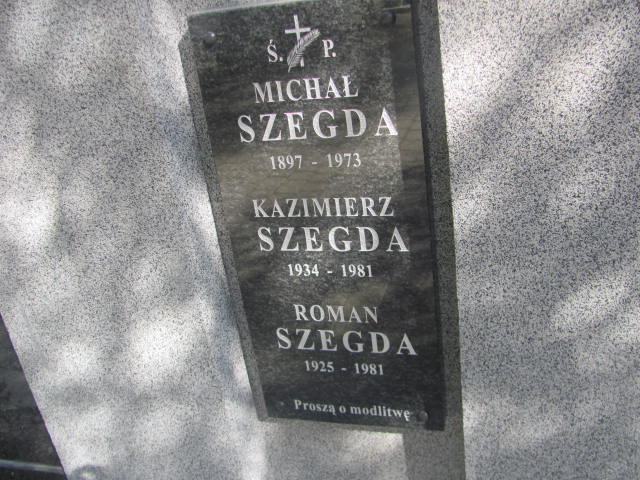 Ś. P.
MICHAŁ
SZEGDA
1897 - 1973
KAZIMIERZ
SZEGDA
1934 - 1981
ROMAN
SZEGDA
1925 - 1981
Proszą o modlitwę